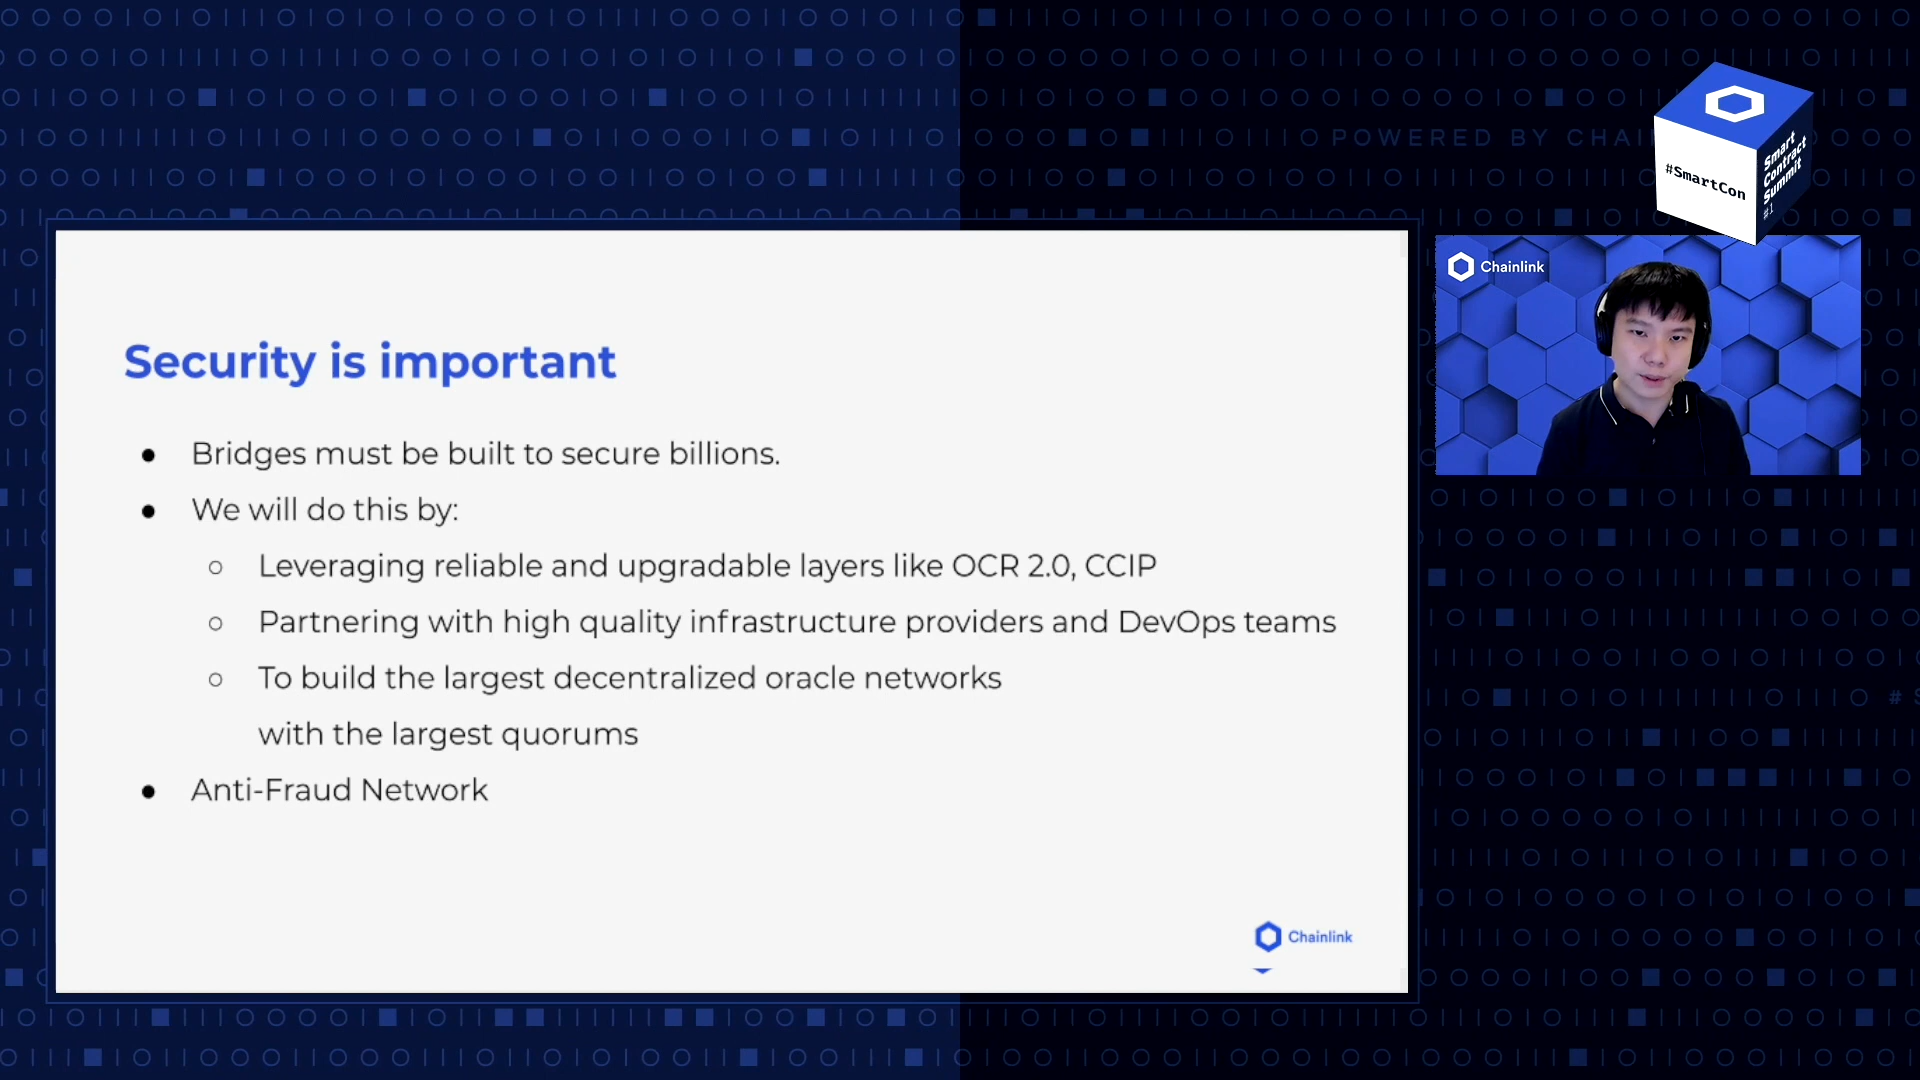 POWERED BY CHAI
#SmartCon
Smart
Contract
Summit
#1
Chainlink
Security is important
● Bridges must be built to secure billions.
● We will do this by:
○ Leveraging reliable and upgradable layers like OCR 2.0, CCIP
○ Partnering with high quality infrastructure providers and DevOps teams
○ To build the largest decentralized oracle networks
with the largest quorums
● Anti-Fraud Network
Chainlink